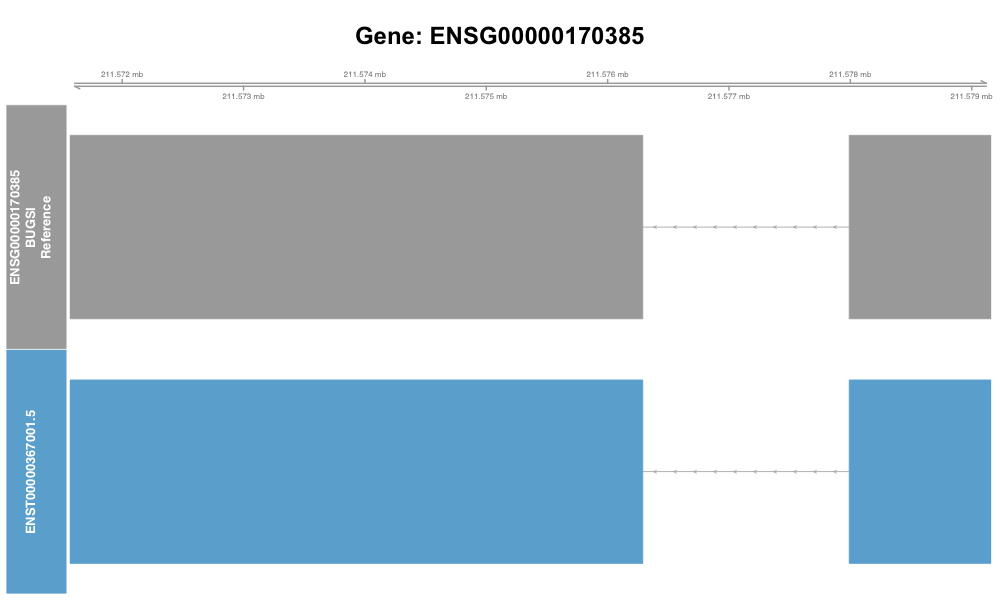 Gene: ENSG00000170385
211.572 mb
211.574 mb
211.576 mb
211.578 mb
211.573 mb
211.575 mb
211.577 mb
211.579 mb
ENSG00000170385
BUGSI
Reference
ENST00000367001.5